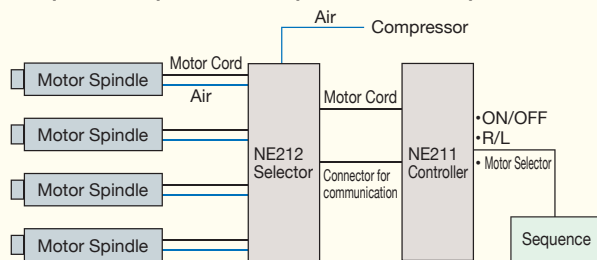 Air
Compressor
Motor Cord
Motor Spindle
Air
Motor Cord
•ON/OFF
•R/L
• Motor Selector
Motor Spindle
NE212
Selector
NE211
Controller
Connector for
communication
Motor Spindle
Motor Spindle
Sequence